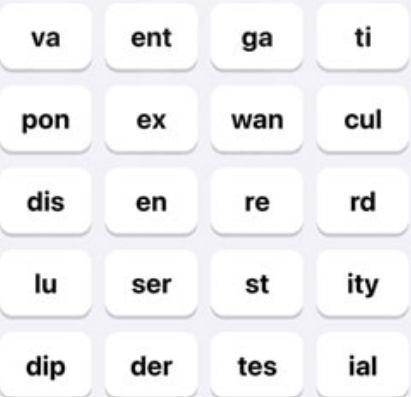 va ent ga ti
pon ex wan cul
dis en re rd
lu ser st ity
dip der tes ial